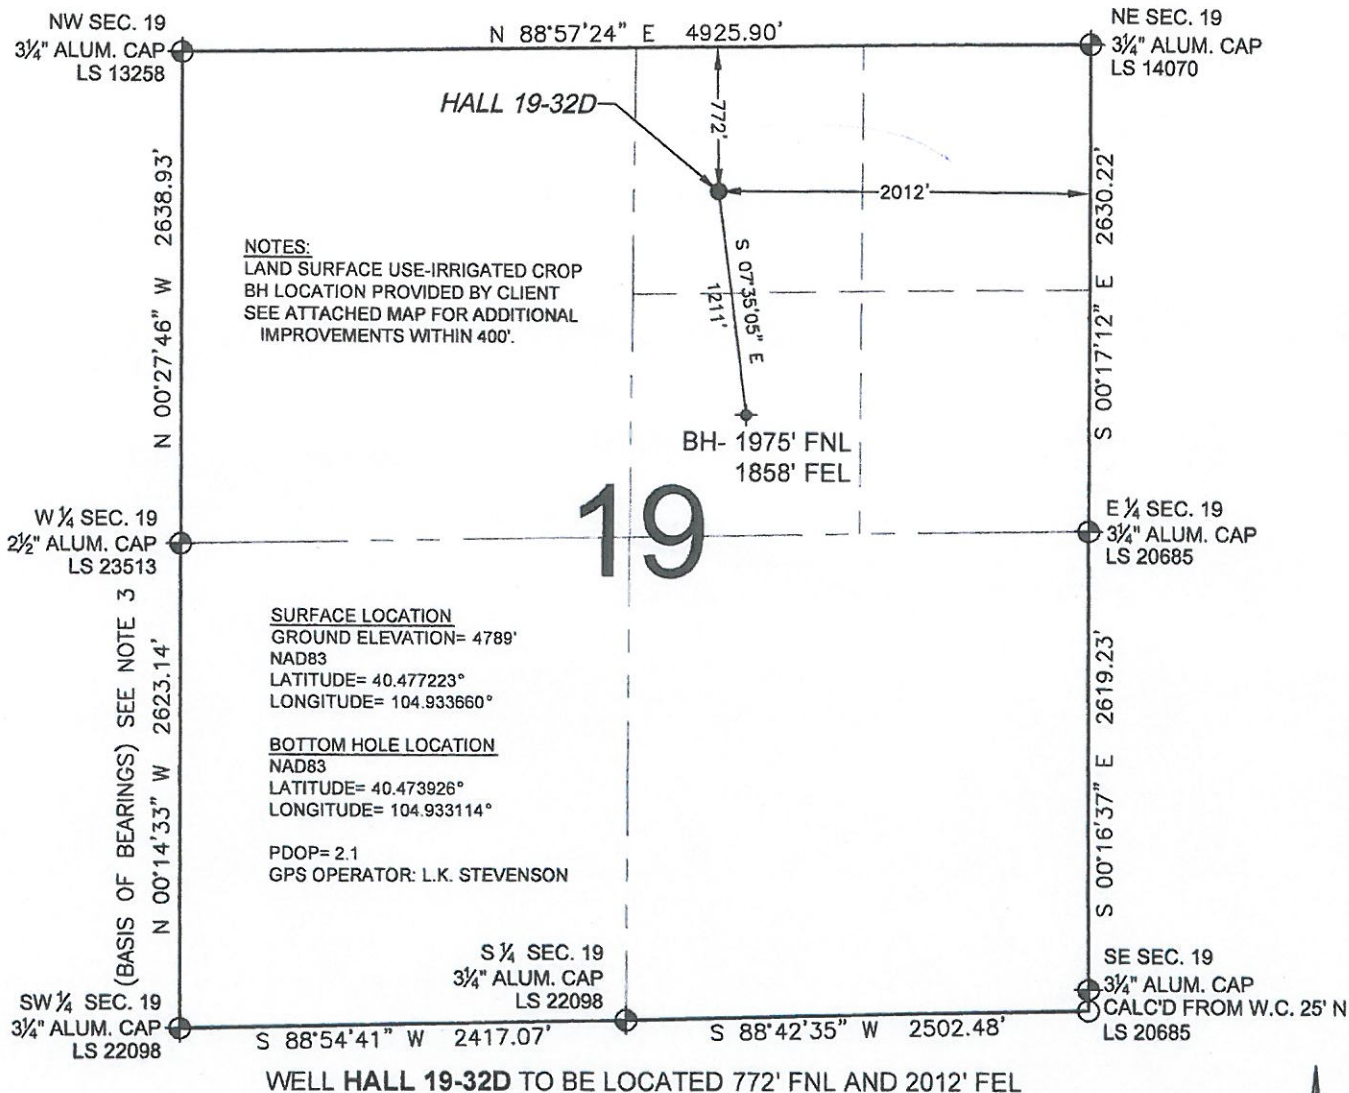 NW SEC. 19
3¼" ALUM. CAP
LS 13258
N 88°57'24" E 4925.90'
NE SEC. 19
3¼" ALUM. CAP
LS 14070
HALL 19-32D
772'
2012'
N 00°27'46" W 2638.93'
S 00°17'12" E 2630.22'
NOTES:
LAND SURFACE USE-IRRIGATED CROP
BH LOCATION PROVIDED BY CLIENT
SEE ATTACHED MAP FOR ADDITIONAL
IMPROVEMENTS WITHIN 400'.
S 07°35'05" E
1211'
BH- 1975' FNL
1858' FEL
19
W ¼ SEC. 19
2½" ALUM. CAP
LS 23513
E ¼ SEC. 19
3¼" ALUM. CAP
LS 20685
(BASIS OF BEARINGS) SEE NOTE 3
N 00°14'33" W 2623.14'
SURFACE LOCATION
GROUND ELEVATION= 4789'
NAD83
LATITUDE= 40.477223°
LONGITUDE= 104.933660°
BOTTOM HOLE LOCATION
NAD83
LATITUDE= 40.473926°
LONGITUDE= 104.933114°
PDOP= 2.1
GPS OPERATOR: L.K. STEVENSON
S 00°16'37" E 2619.23'
S ¼ SEC. 19
3¼" ALUM. CAP
LS 22098
SE SEC. 19
3¼" ALUM. CAP
CALC'D FROM W.C. 25' N
LS 20685
SW ¼ SEC. 19
3¼" ALUM. CAP
LS 22098
S 88°54'41" W 2417.07'
S 88°42'35" W 2502.48'
WELL HALL 19-32D TO BE LOCATED 772' FNL AND 2012' FEL